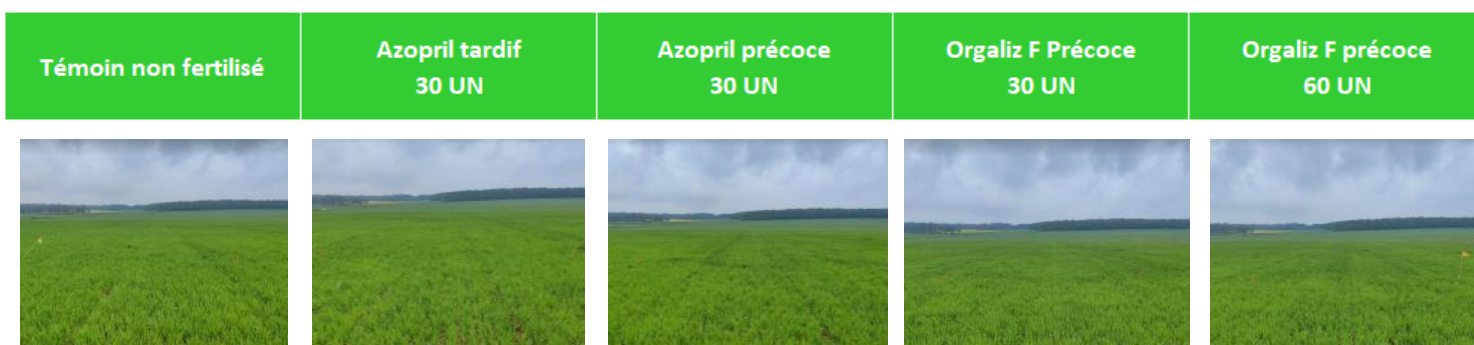 Témoin non fertilisé
Azopril tardif
30 UN
Azopril précoce
30 UN
Orgaliz F Précoce
30 UN
Orgaliz F précoce
60 UN